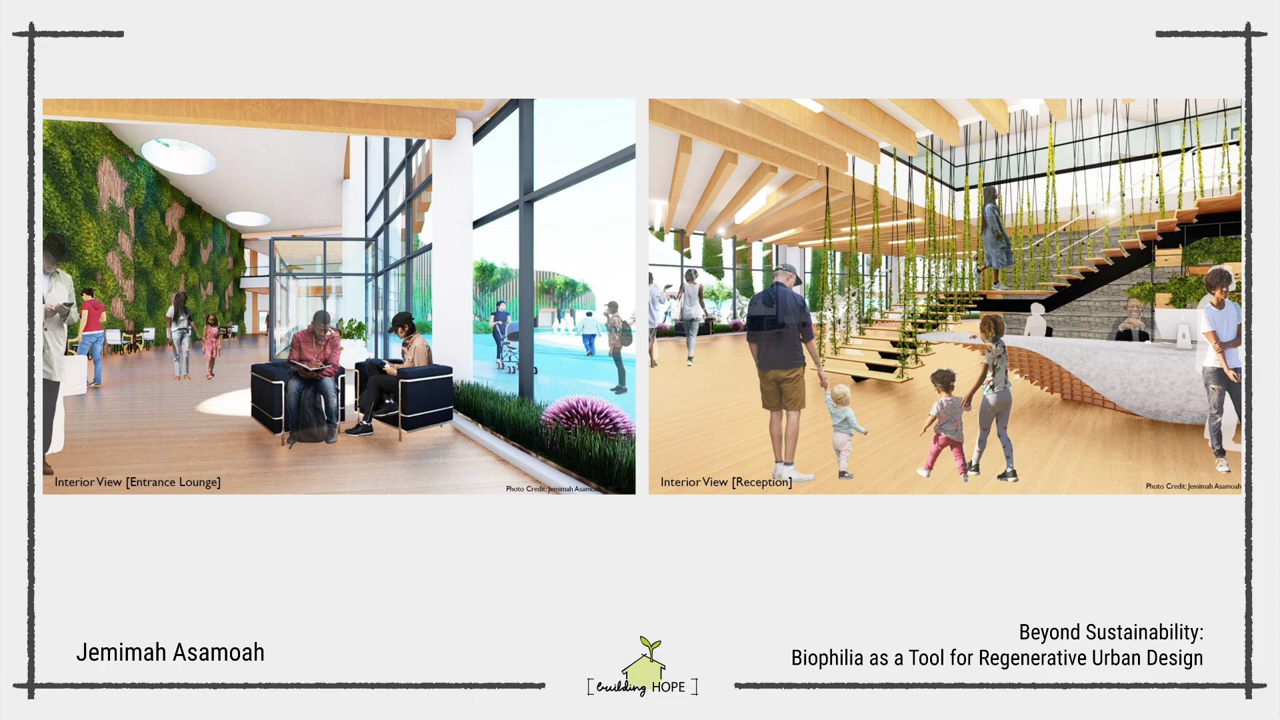 Interior View [Entrance Lounge]
Photo Credit: Jemimah Asamoah
Interior View [Reception]
Photo Credit: Jemimah Asamoah
Jemimah Asamoah
[building HOPE]
Beyond Sustainability:
Biophilia as a Tool for Regenerative Urban Design